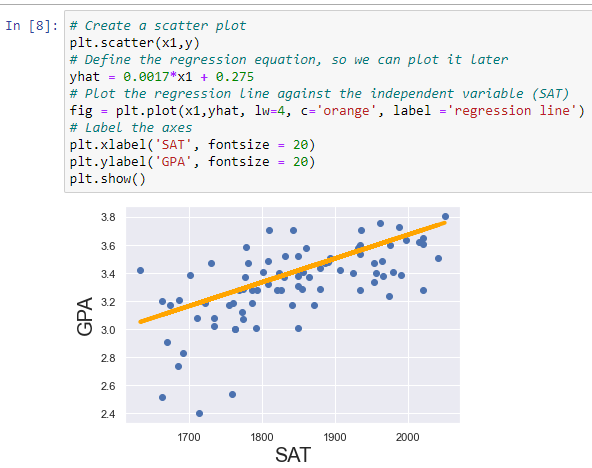 In [8]: # Create a scatter plot
plt.scatter(x1,y)
# Define the regression equation, so we can plot it later
yhat = 0.0017*x1 + 0.275
# Plot the regression line against the independent variable (SAT)
fig = plt.plot(x1,yhat, lw=4, c='orange', label ='regression line')
# Label the axes
plt.xlabel('SAT', fontsize = 20)
plt.ylabel('GPA', fontsize = 20)
plt.show()
3.8
3.6
3.4
3.2
3.0
2.8
2.6
2.4
GPA
1700 1800 1900 2000
SAT